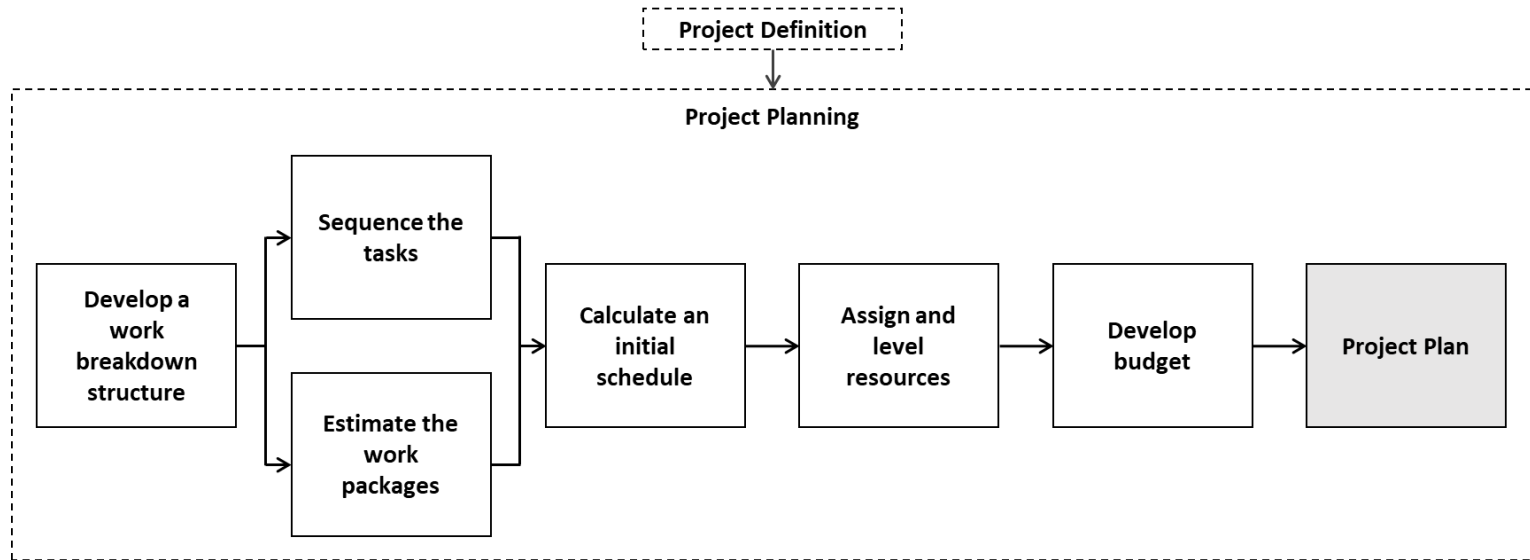 Project Definition
Project Planning
Develop a
work
breakdown
structure
Sequence the
tasks
Estimate the
work
packages
Calculate an
initial
schedule
Assign and
level
resources
Develop
budget
Project Plan